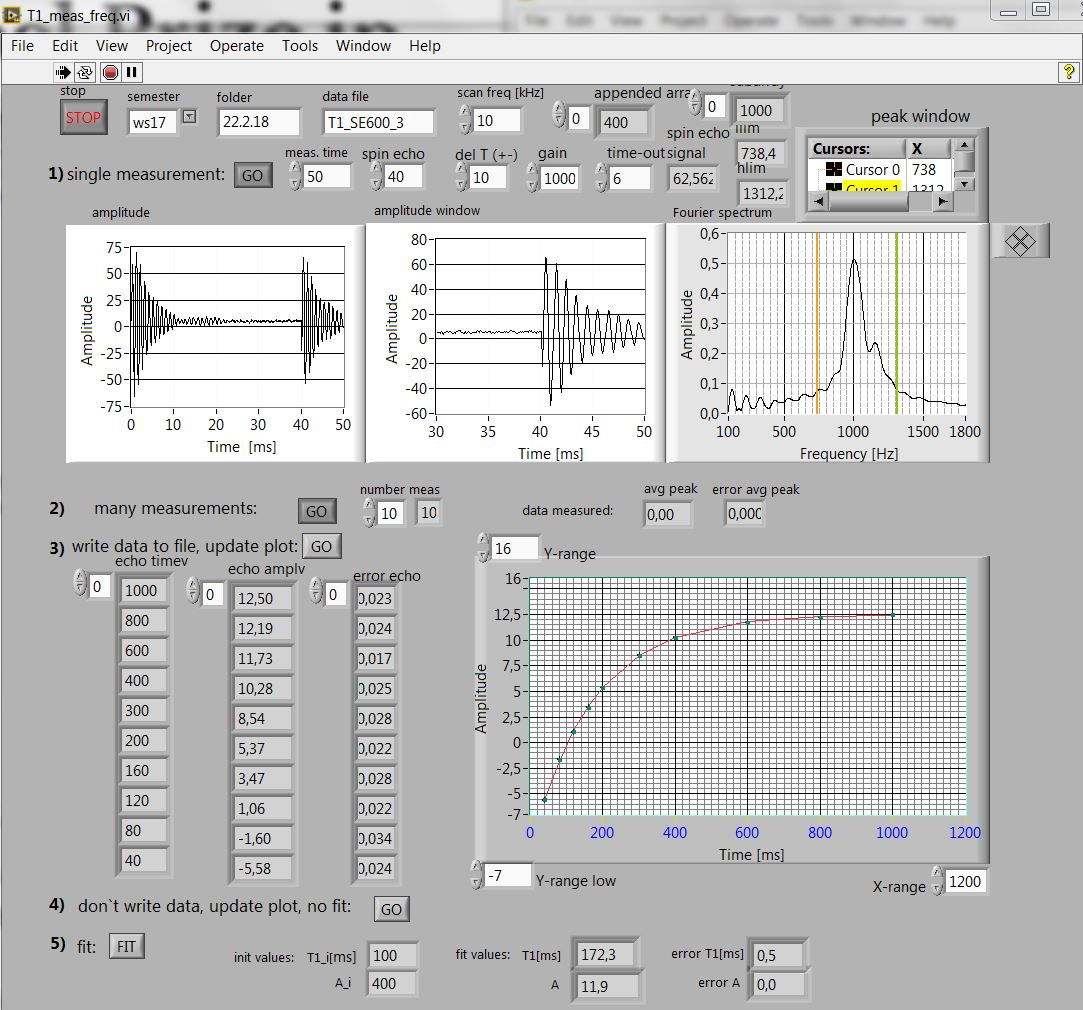 T1_meas_freq.vi
File Edit View Project Operate Tools Window Help
File Edit View Project Operate Tools Window Help
?
stop
STOP
semester
ws17
folder
22.2.18
data file
T1_SE600_3
scan freq [kHz]
10
appended arra
0
400
0
1000
spin echo
signal
62,562
llim
738,4
hlim
1312,2
peak window
Cursors: X
Cursor 0 738
Cursor 1 1312
1) single measurement: GO
meas. time
50
spin echo
40
del T (+-)
10
gain
1000
time-out
6
amplitude
75
50
25
0
-25
-50
-75
Amplitude
0 10 20 30 40 50
Time [ms]
amplitude window
80
60
40
20
0
-20
-40
-60
Amplitude
30 35 40 45 50
Time [ms]
Fourier spectrum
0,6
0,5
0,4
0,3
0,2
0,1
0,0
Amplitude
100 500 1000 1500 1800
Frequency [Hz]
2) many measurements: GO
number meas
10 10
data measured:
avg peak
0,00
error avg peak
0,000
3) write data to file, update plot: GO
echo timev
0
1000
800
600
400
300
200
160
120
80
40
echo amplv
0
12,50
12,19
11,73
10,28
8,54
5,37
3,47
1,06
-1,60
-5,58
error echo
0
0,023
0,024
0,017
0,025
0,028
0,022
0,028
0,022
0,034
0,024
16 Y-range
16
12,5
10
7,5
5
2,5
0
-2,5
-5
-7
Amplitude
0 200 400 600 800 1000 1200
Time [ms]
-7 Y-range low
X-range 1200
4) don`t write data, update plot, no fit: GO
5) fit: FIT
init values: T1_i[ms] 100
A_i 400
fit values: T1[ms] 172,3
A 11,9
error T1[ms] 0,5
error A 0,0